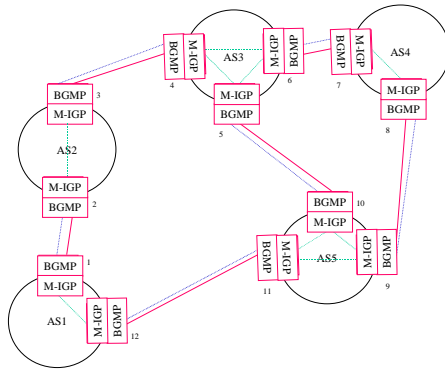 AS3
AS4
BGMP
M-IGP
4
M-IGP
BGMP
6
BGMP
M-IGP
7
M-IGP
BGMP
5
M-IGP
BGMP
8
BGMP
M-IGP
3
AS2
M-IGP
BGMP
2
BGMP
M-IGP
10
BGMP
M-IGP
11
AS5
M-IGP
BGMP
9
BGMP
M-IGP
1
AS1
M-IGP
BGMP
12